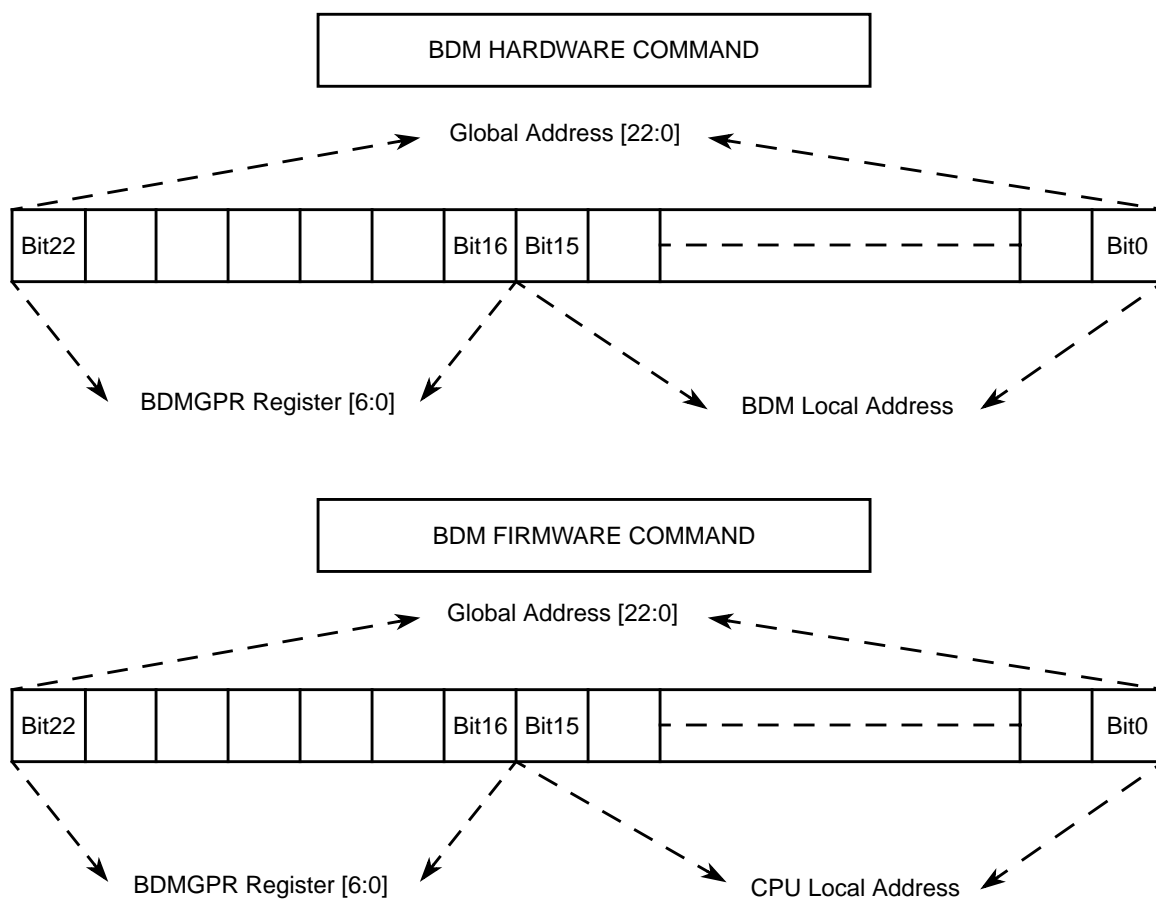 BDM HARDWARE COMMAND
Global Address [22:0]
Bit22 Bit16 Bit15 Bit0
BDMGPR Register [6:0] BDM Local Address
BDM FIRMWARE COMMAND
Global Address [22:0]
Bit22 Bit16 Bit15 Bit0
BDMGPR Register [6:0] CPU Local Address